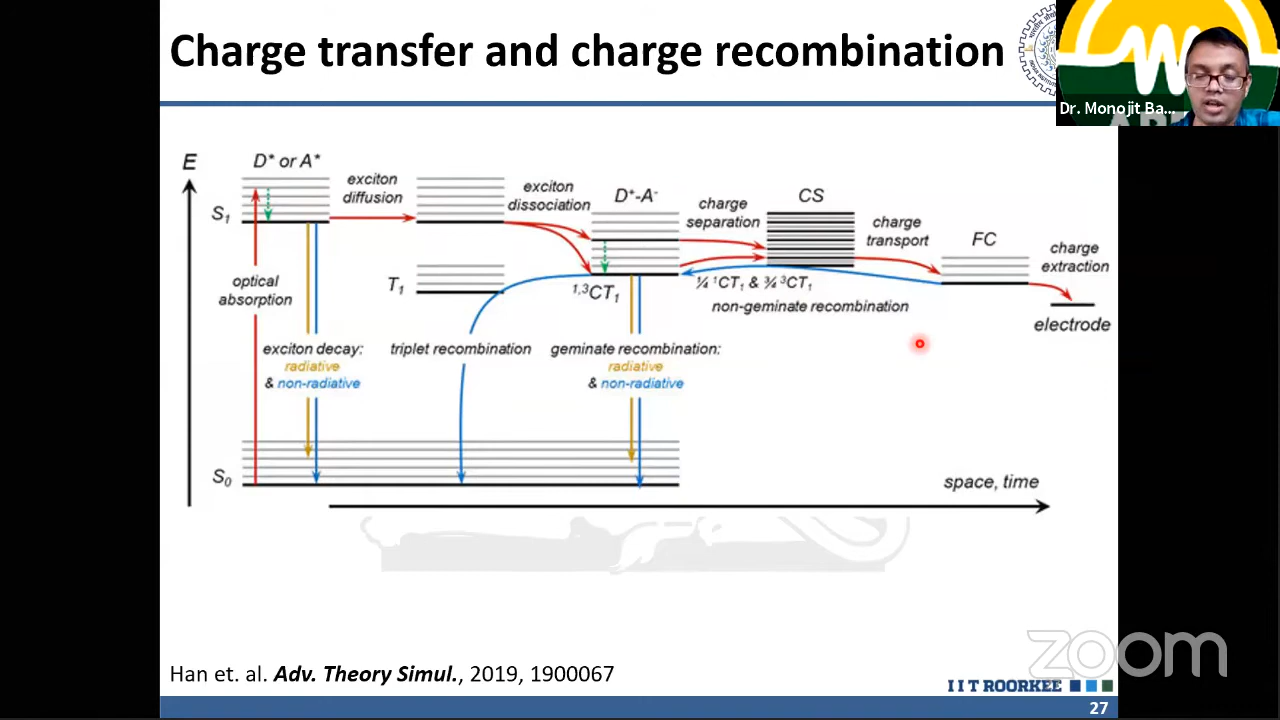 Charge transfer and charge recombination
Dr. Monojit Ba...
E
D* or A*
exciton
diffusion
exciton
dissociation
D⁺-A⁻
charge
separation
CS
charge
transport
FC
charge
extraction
S₁
optical
absorption
T₁
¹,³CT₁
¼ ¹CT₁ & ¾ ³CT₁
non-geminate recombination
electrode
exciton decay:
radiative
& non-radiative
triplet recombination
geminate recombination:
radiative
& non-radiative
S₀
space, time
zoom
Han et. al. Adv. Theory Simul., 2019, 1900067
I I T ROORKEE
27